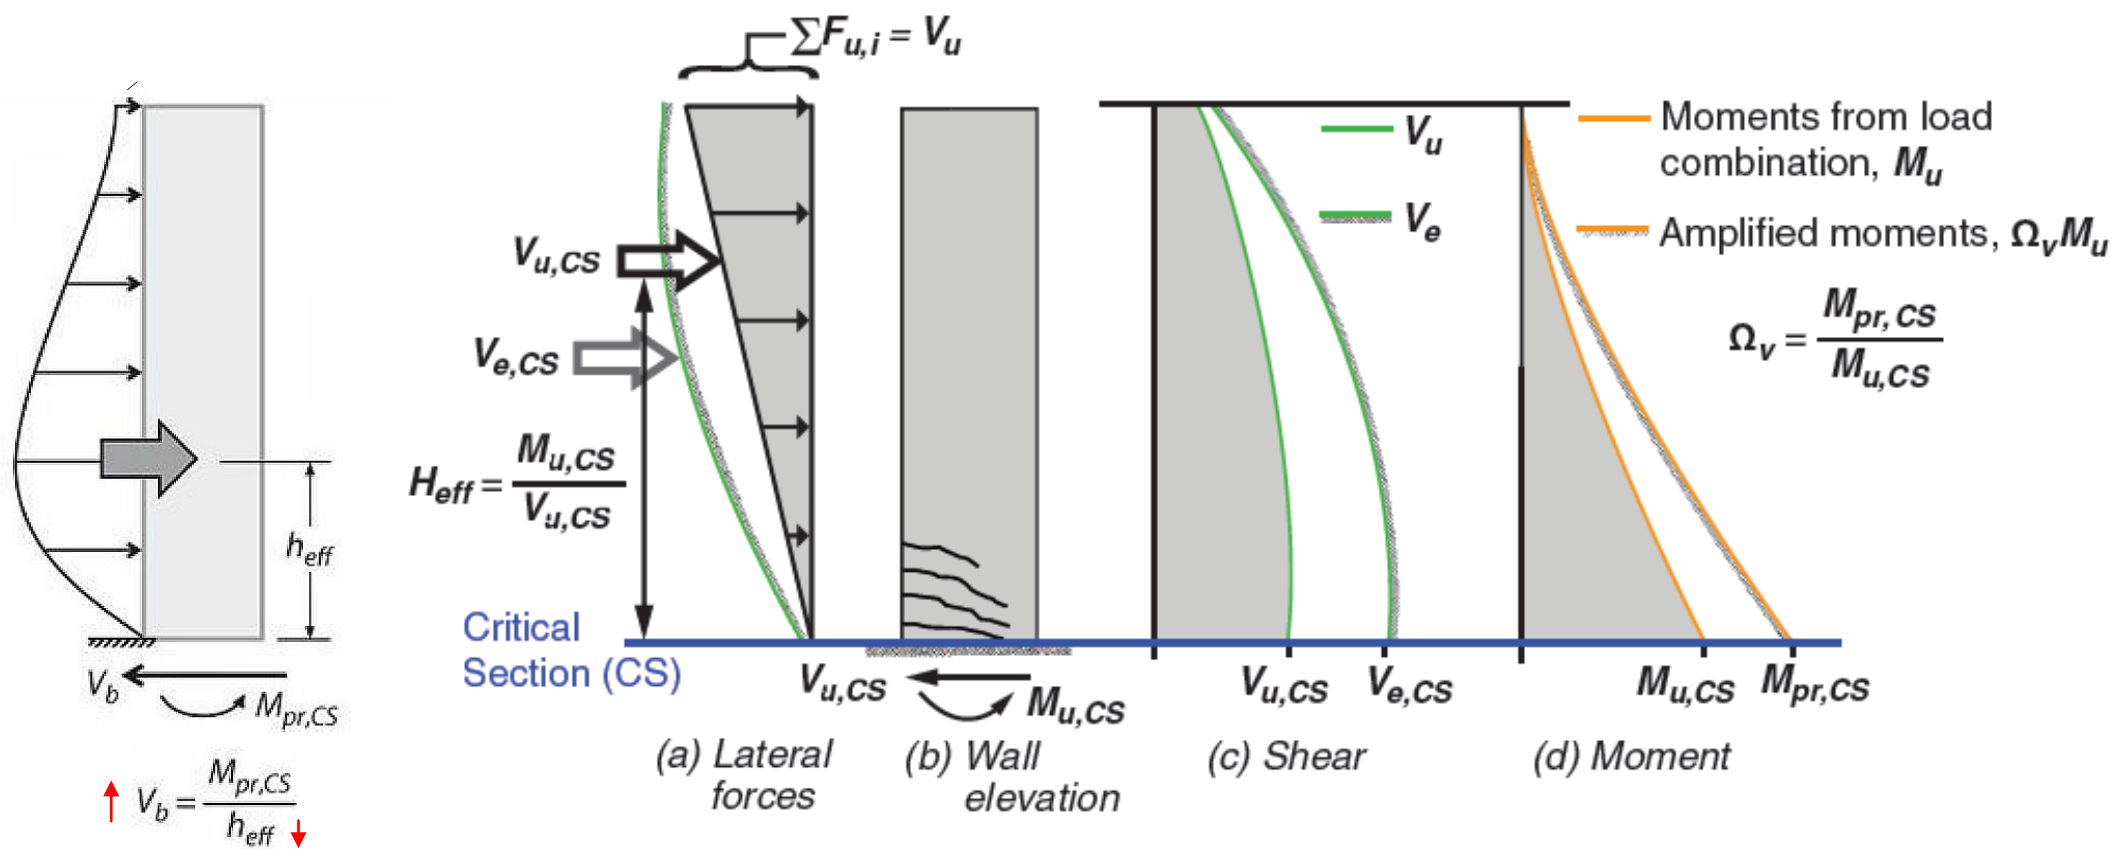 h_eff
V_b
M_pr,CS
V_b = M_pr,CS / h_eff
∑F_u,i = V_u
V_u,CS
V_e,CS
H_eff = M_u,CS / V_u,CS
Critical
Section (CS)
V_u,CS
M_u,CS
(a) Lateral
forces
(b) Wall
elevation
V_u
V_e
V_u,CS
V_e,CS
(c) Shear
Moments from load
combination, M_u
Amplified moments, Ω_vM_u
Ω_v = M_pr,CS / M_u,CS
M_u,CS
M_pr,CS
(d) Moment